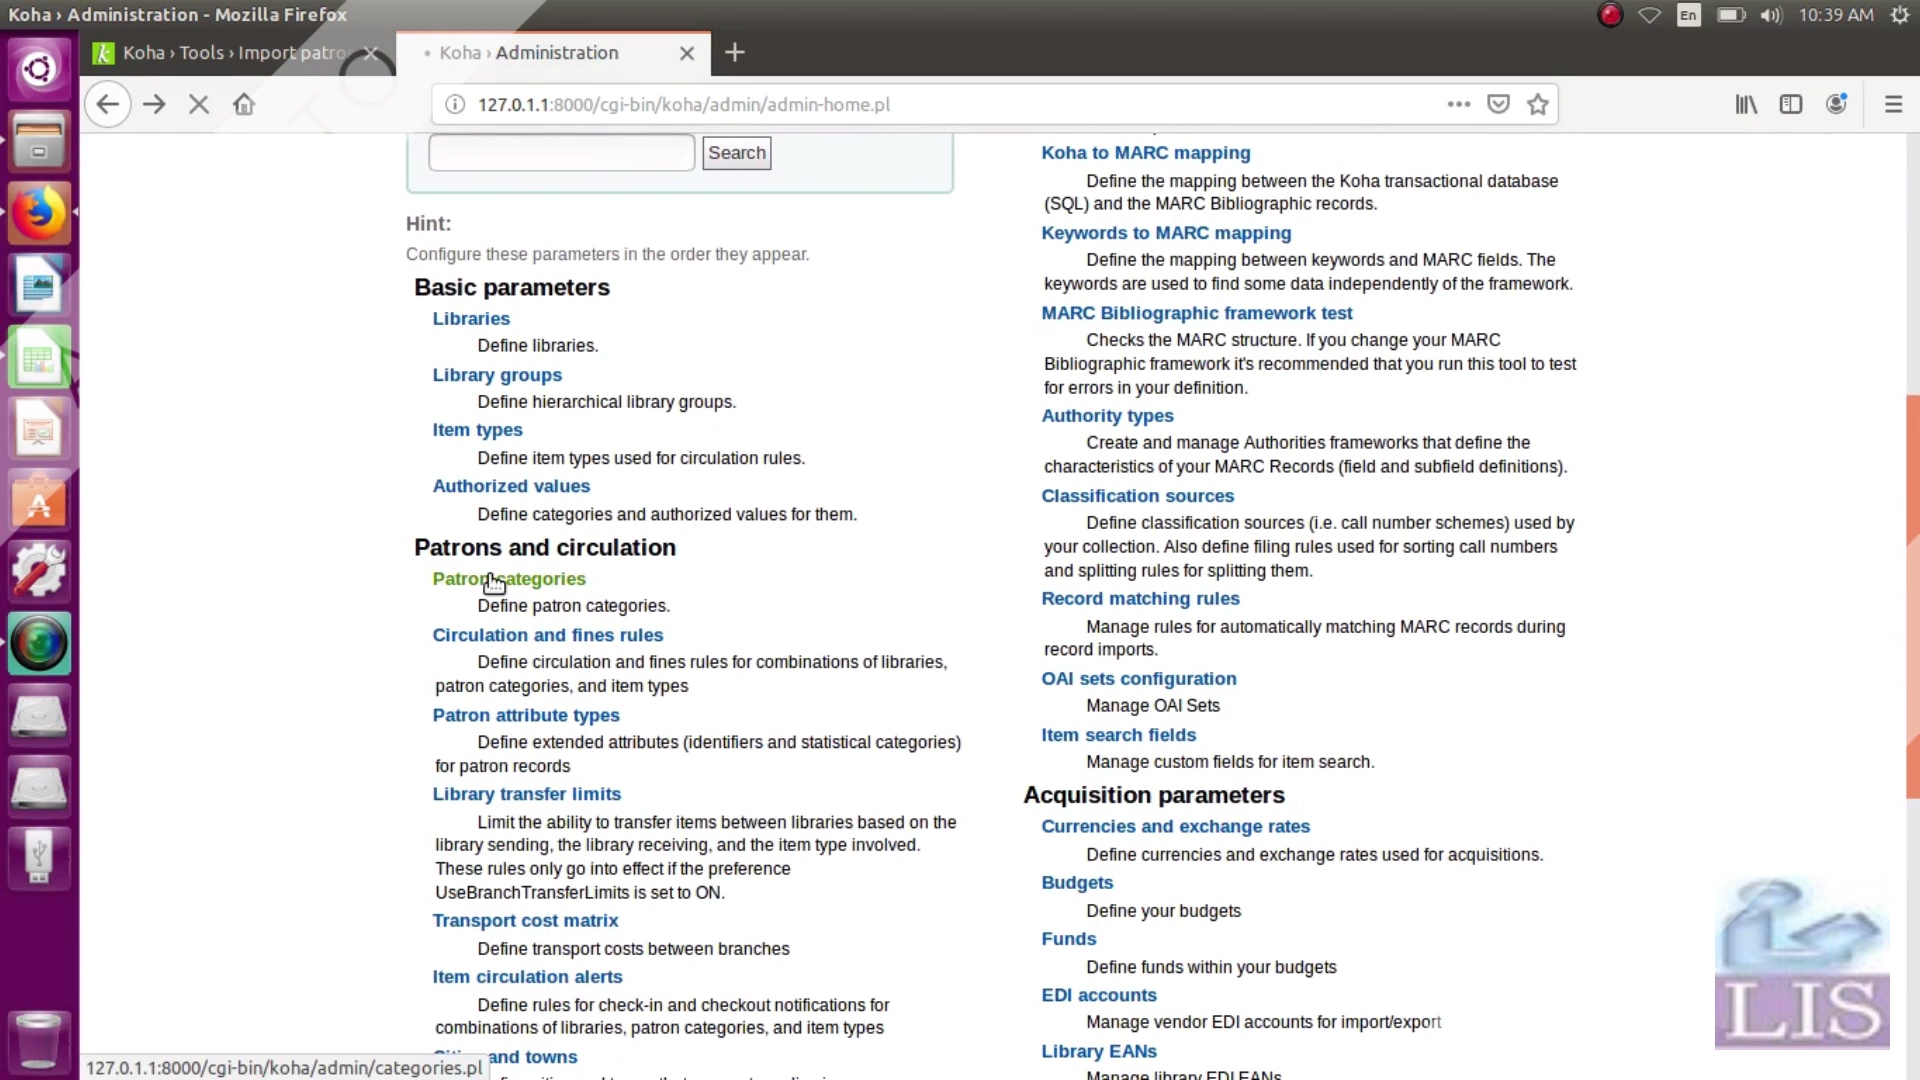 Koha › Administration - Mozilla Firefox
En
10:39 AM
Koha › Tools › Import patro
Koha › Administration
127.0.1.1:8000/cgi-bin/koha/admin/admin-home.pl
Search
Hint:
Configure these parameters in the order they appear.
Basic parameters
Libraries
Define libraries.
Library groups
Define hierarchical library groups.
Item types
Define item types used for circulation rules.
Authorized values
Define categories and authorized values for them.
Patrons and circulation
Patron categories
Define patron categories.
Circulation and fines rules
Define circulation and fines rules for combinations of libraries,
patron categories, and item types
Patron attribute types
Define extended attributes (identifiers and statistical categories)
for patron records
Library transfer limits
Limit the ability to transfer items between libraries based on the
library sending, the library receiving, and the item type involved.
These rules only go into effect if the preference
UseBranchTransferLimits is set to ON.
Transport cost matrix
Define transport costs between branches
Item circulation alerts
Define rules for check-in and checkout notifications for
combinations of libraries, patron categories, and item types
Cities and towns
127.0.1.1:8000/cgi-bin/koha/admin/categories.pl
Koha to MARC mapping
Define the mapping between the Koha transactional database
(SQL) and the MARC Bibliographic records.
Keywords to MARC mapping
Define the mapping between keywords and MARC fields. The
keywords are used to find some data independently of the framework.
MARC Bibliographic framework test
Checks the MARC structure. If you change your MARC
Bibliographic framework it's recommended that you run this tool to test
for errors in your definition.
Authority types
Create and manage Authorities frameworks that define the
characteristics of your MARC Records (field and subfield definitions).
Classification sources
Define classification sources (i.e. call number schemes) used by
your collection. Also define filing rules used for sorting call numbers
and splitting rules for splitting them.
Record matching rules
Manage rules for automatically matching MARC records during
record imports.
OAI sets configuration
Manage OAI Sets
Item search fields
Manage custom fields for item search.
Acquisition parameters
Currencies and exchange rates
Define currencies and exchange rates used for acquisitions.
Budgets
Define your budgets
Funds
Define funds within your budgets
EDI accounts
Manage vendor EDI accounts for import/export
Library EANs
Manage library EDI EANs
LIS